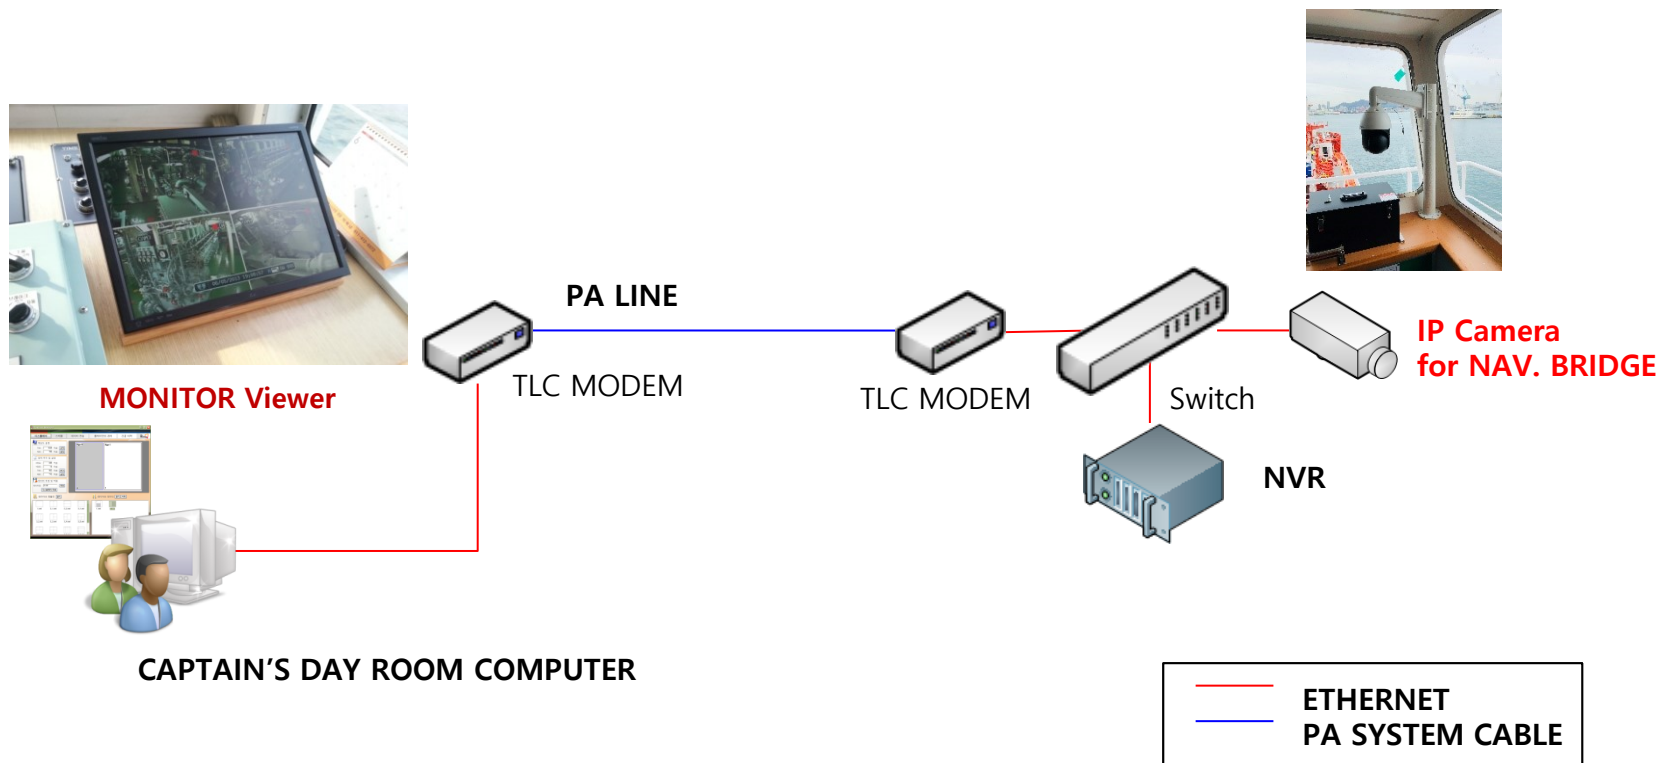 PA LINE
TLC MODEM
TLC MODEM
Switch
IP Camera
for NAV. BRIDGE
MONITOR Viewer
NVR
CAPTAIN’S DAY ROOM COMPUTER
ETHERNET
PA SYSTEM CABLE